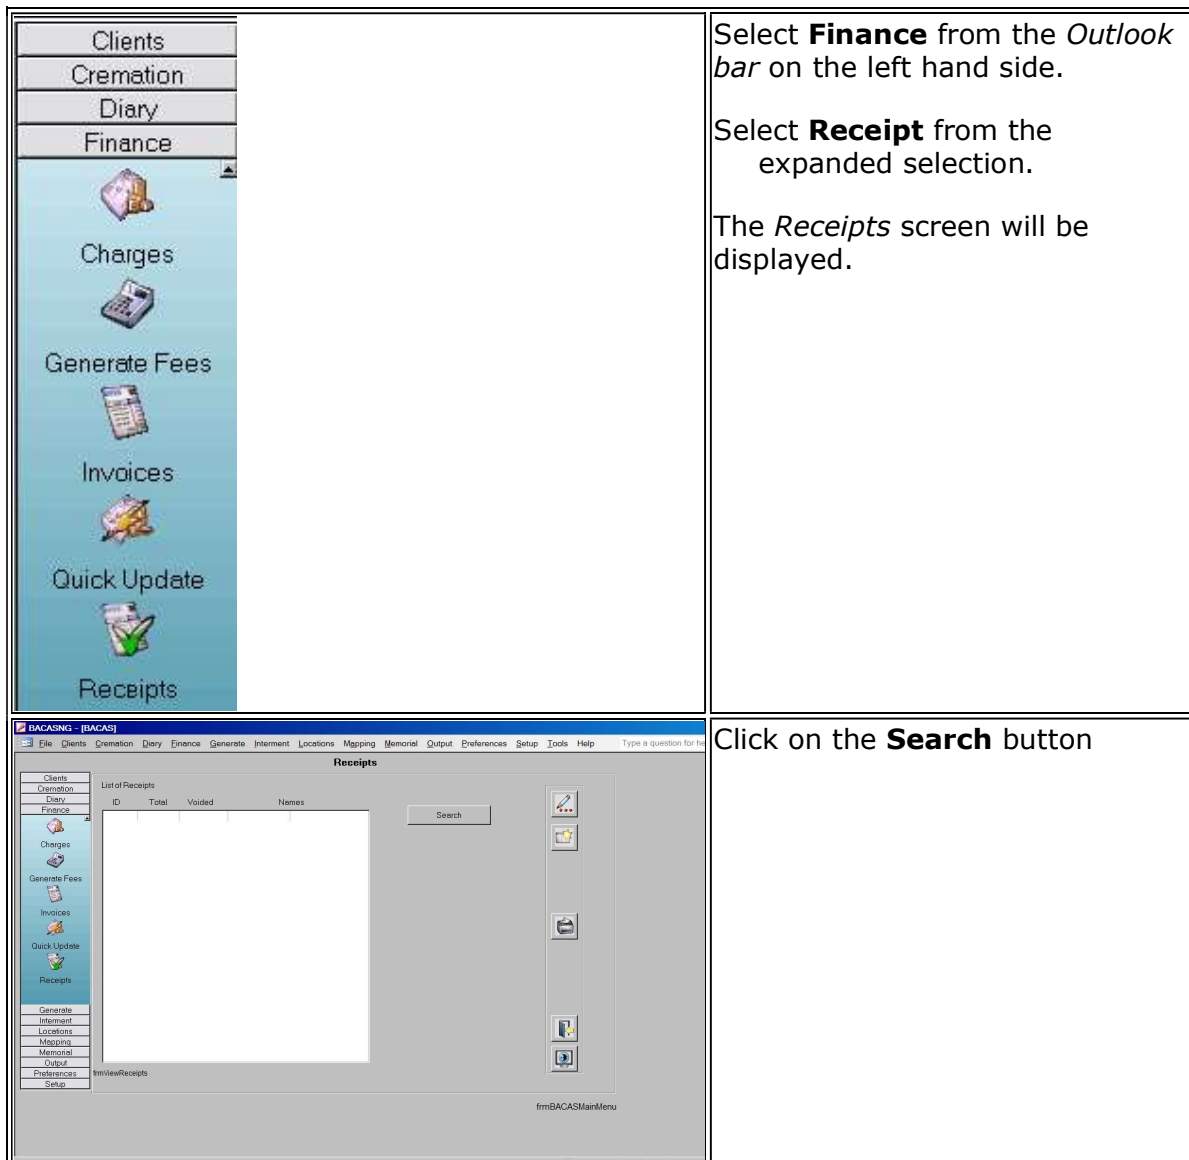 Clients
Cremation
Diary
Finance
Charges
Generate Fees
Invoices
Quick Update
Receipts
Select Finance from the Outlook
bar on the left hand side.
Select Receipt from the
expanded selection.
The Receipts screen will be
displayed.
BACASNG - [BACAS]
File Clients Cremation Diary Finance Generate Interment Locations Mapping Memorial Output Preferences Setup Tools Help Type a question for he
Receipts
Clients
Cremation
Diary
Finance
Charges
Generate Fees
Invoices
Quick Update
Receipts
Generate
Interment
Locations
Mapping
Memorial
Output
Preferences
Setup
List of Receipts
ID Total Voided Names
Search
frmViewReceipts
frmBACASMainMenu
Click on the Search button